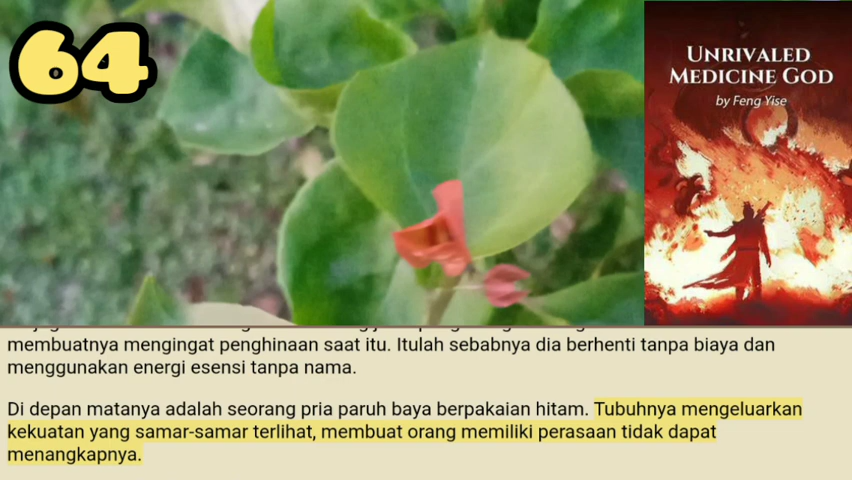 64
UNRIVALED
MEDICINE GOD
by Feng Yise
membuatnya mengingat penghinaan saat itu. Itulah sebabnya dia berhenti tanpa biaya dan
menggunakan energi esensi tanpa nama.
Di depan matanya adalah seorang pria paruh baya berpakaian hitam. Tubuhnya mengeluarkan
kekuatan yang samar-samar terlihat, membuat orang memiliki perasaan tidak dapat
menangkapnya.